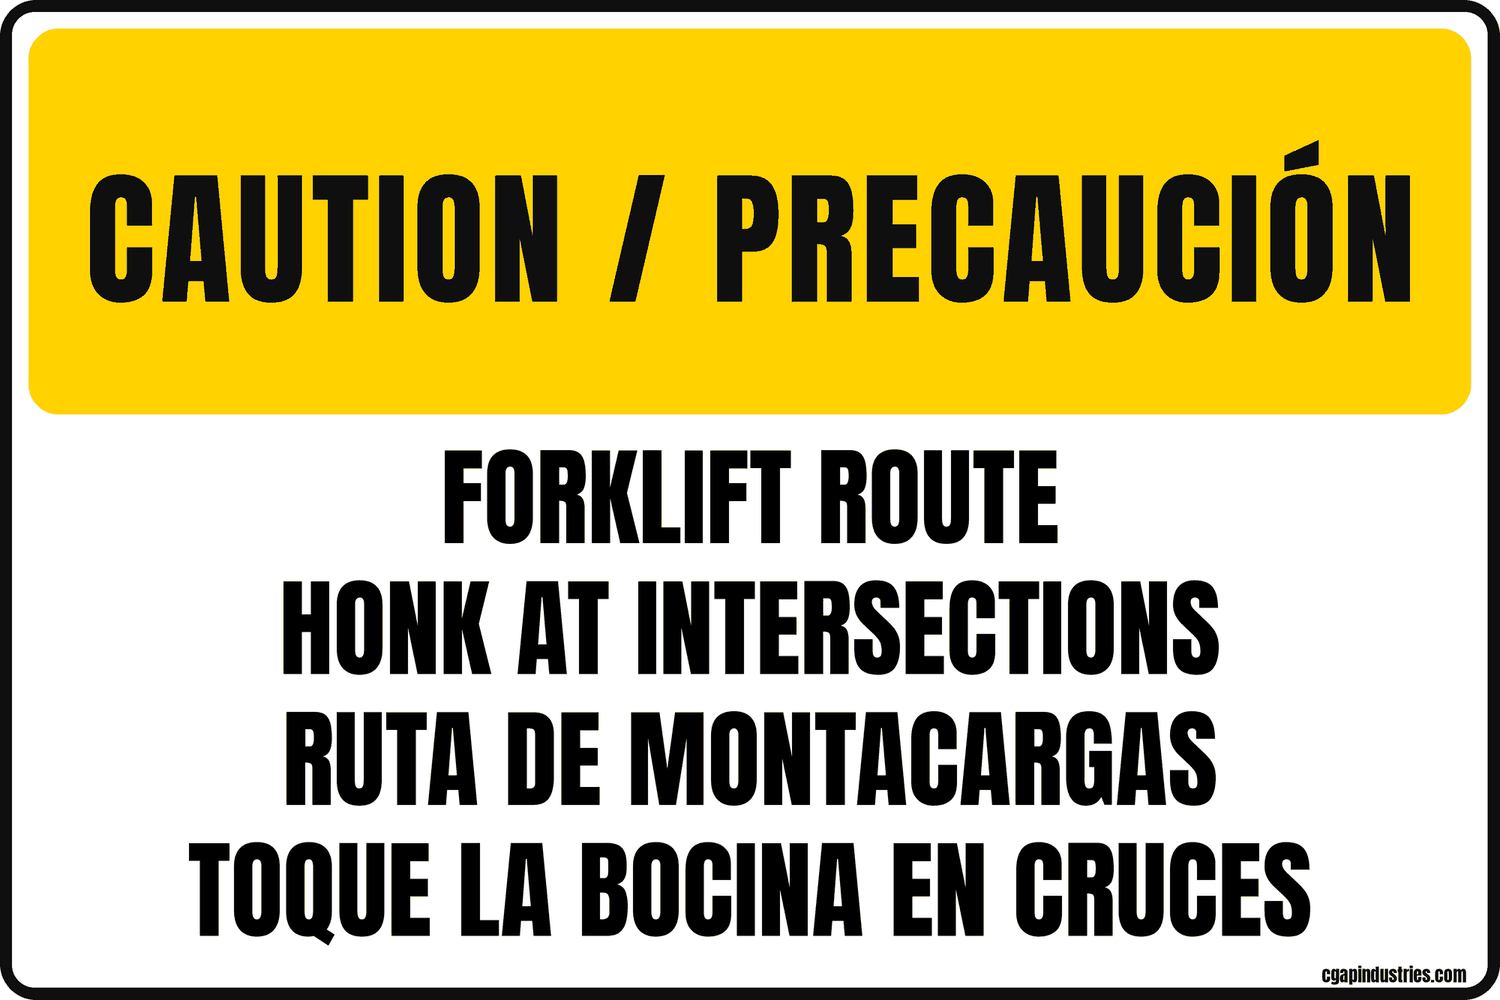 CAUTION / PRECAUCIÓN
FORKLIFT ROUTE
HONK AT INTERSECTIONS
RUTA DE MONTACARGAS
TOQUE LA BOCINA EN CRUCES
cgapindustries.com